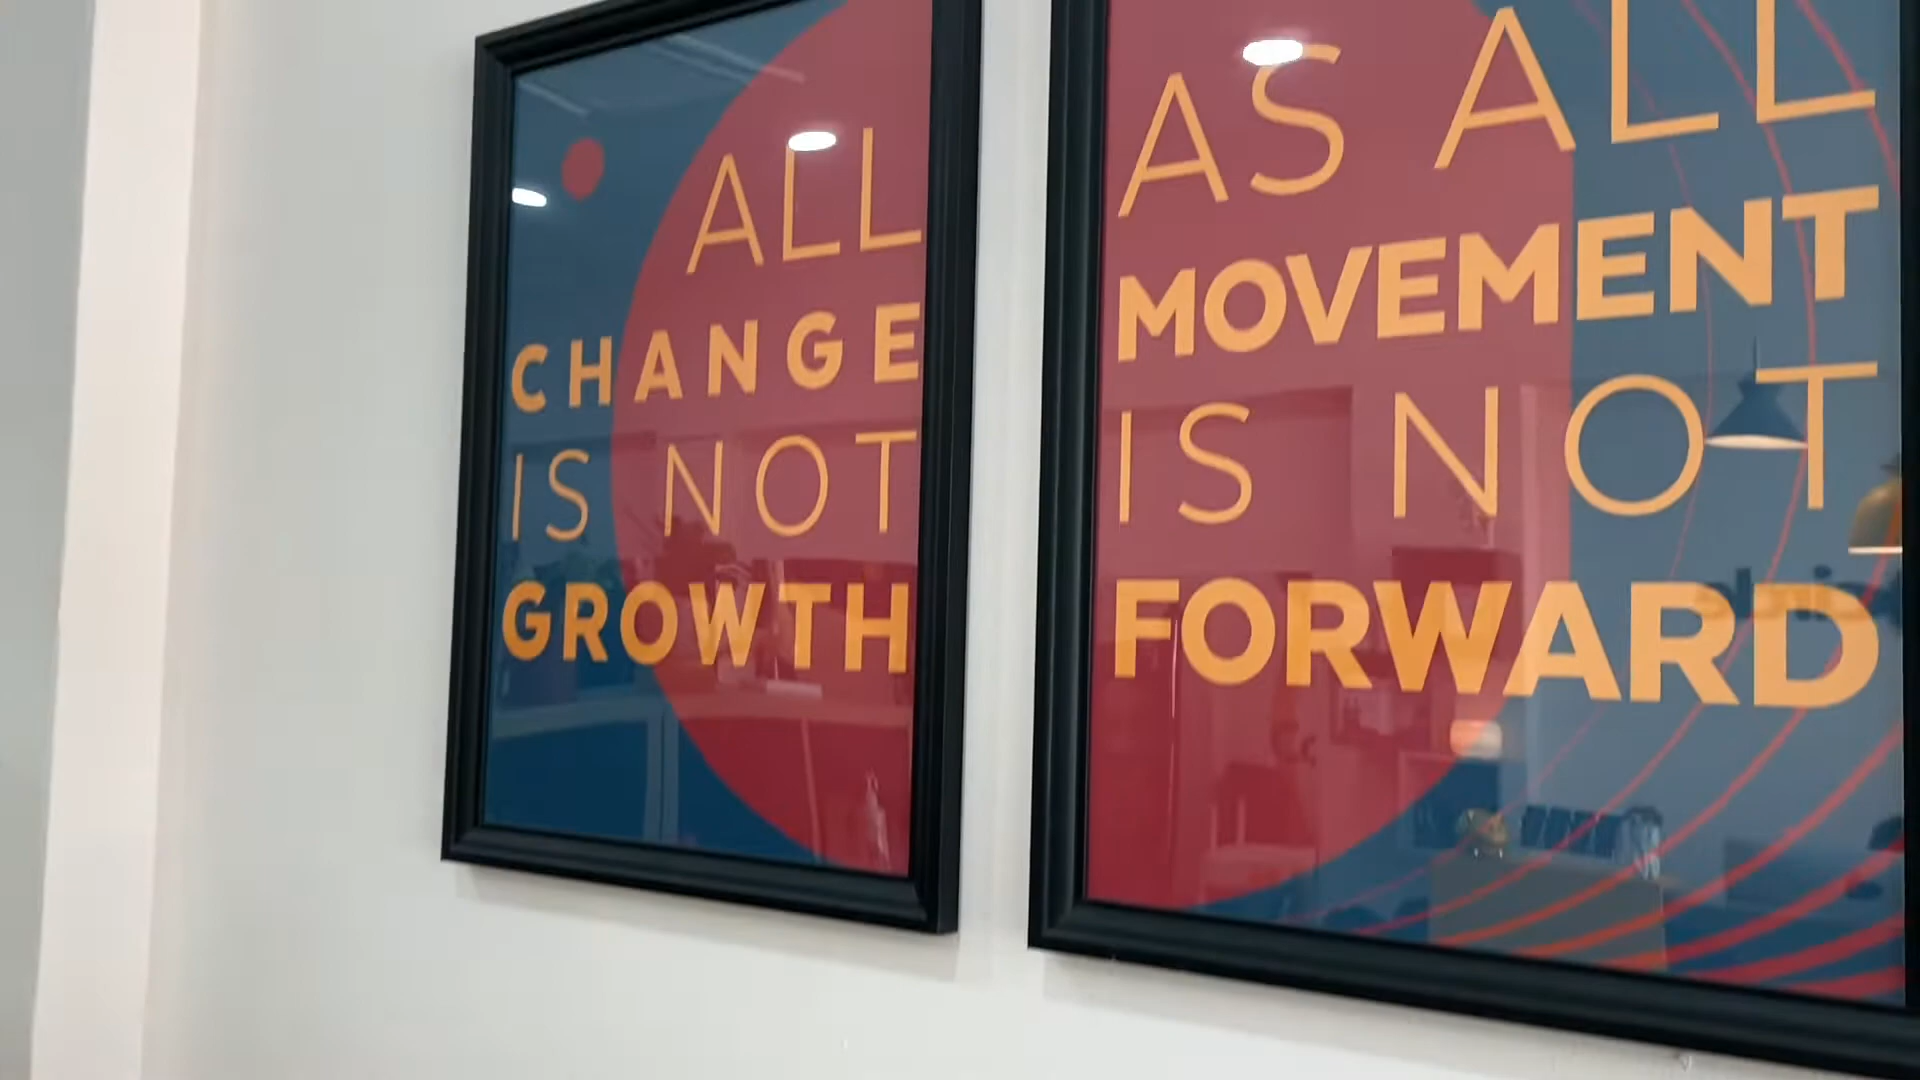 ALL
CHANGE
IS NOT
GROWTH
AS ALL
MOVEMENT
IS NOT
FORWARD